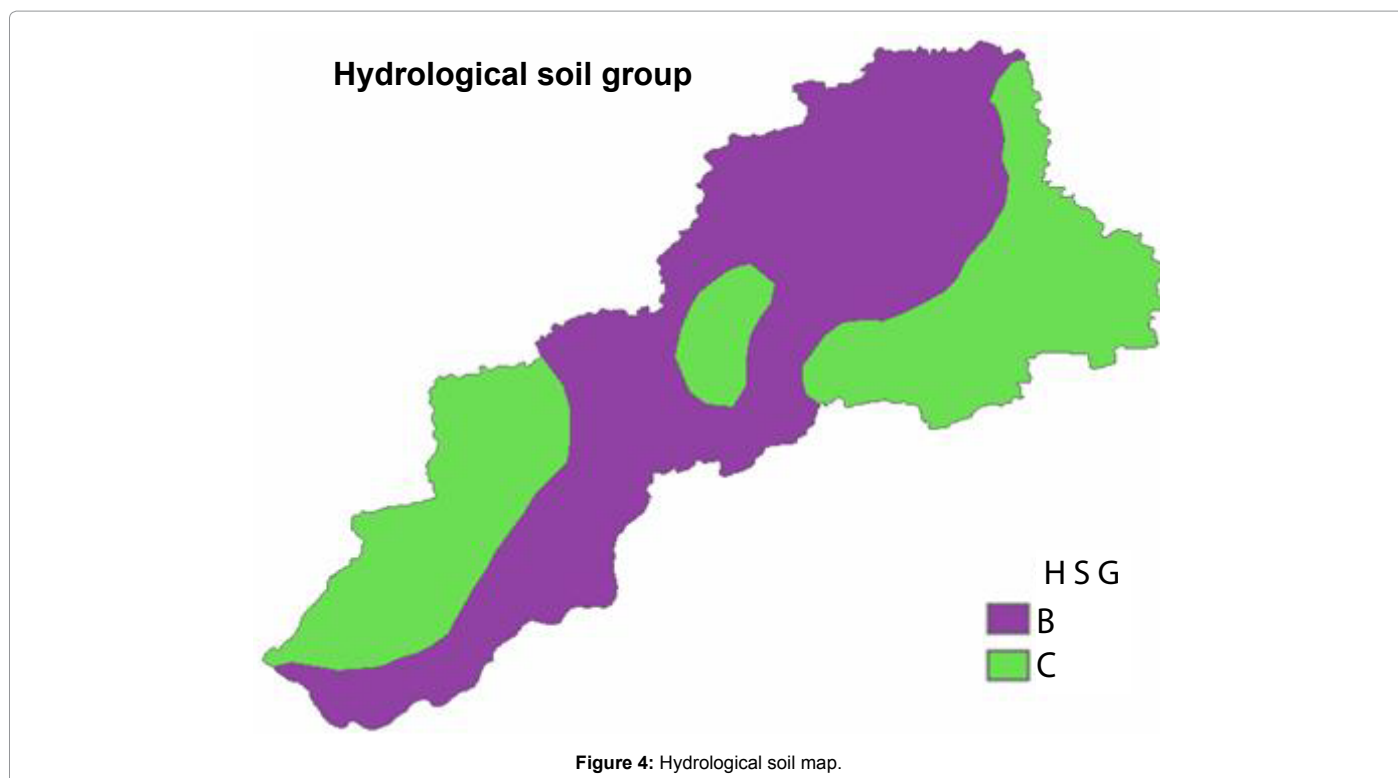 Hydrological soil group
H S G
B
C
Figure 4: Hydrological soil map.